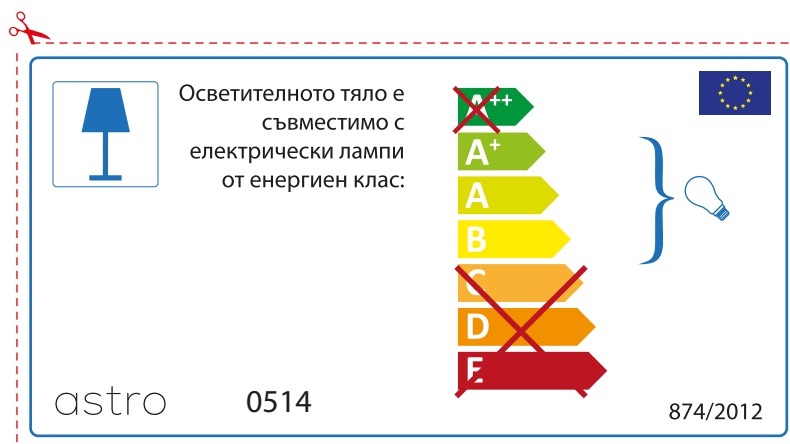 Осветителното тяло е
съвместимо с
електрически лампи
от енергиен клас:
A++
A+
A
B
C
D
E
astro
0514
874/2012